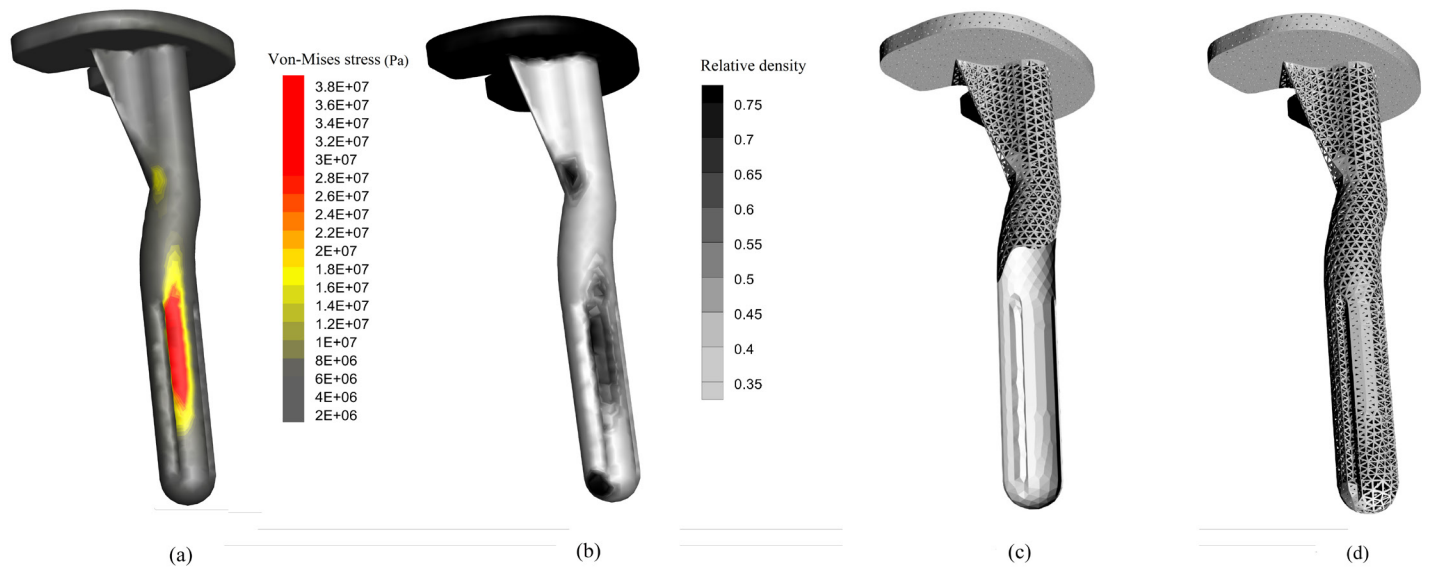 Von-Mises stress (Pa)
3.8E+07
3.6E+07
3.4E+07
3.2E+07
3E+07
2.8E+07
2.6E+07
2.4E+07
2.2E+07
2E+07
1.8E+07
1.6E+07
1.4E+07
1.2E+07
1E+07
8E+06
6E+06
4E+06
2E+06
Relative density
0.75
0.7
0.65
0.6
0.55
0.5
0.45
0.4
0.35
(a)
(b)
(c)
(d)